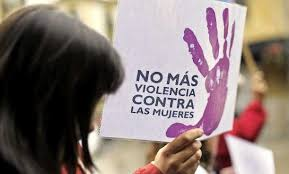 NO MÁS
VIOLENCIA
CONTRA
LAS MUJERES